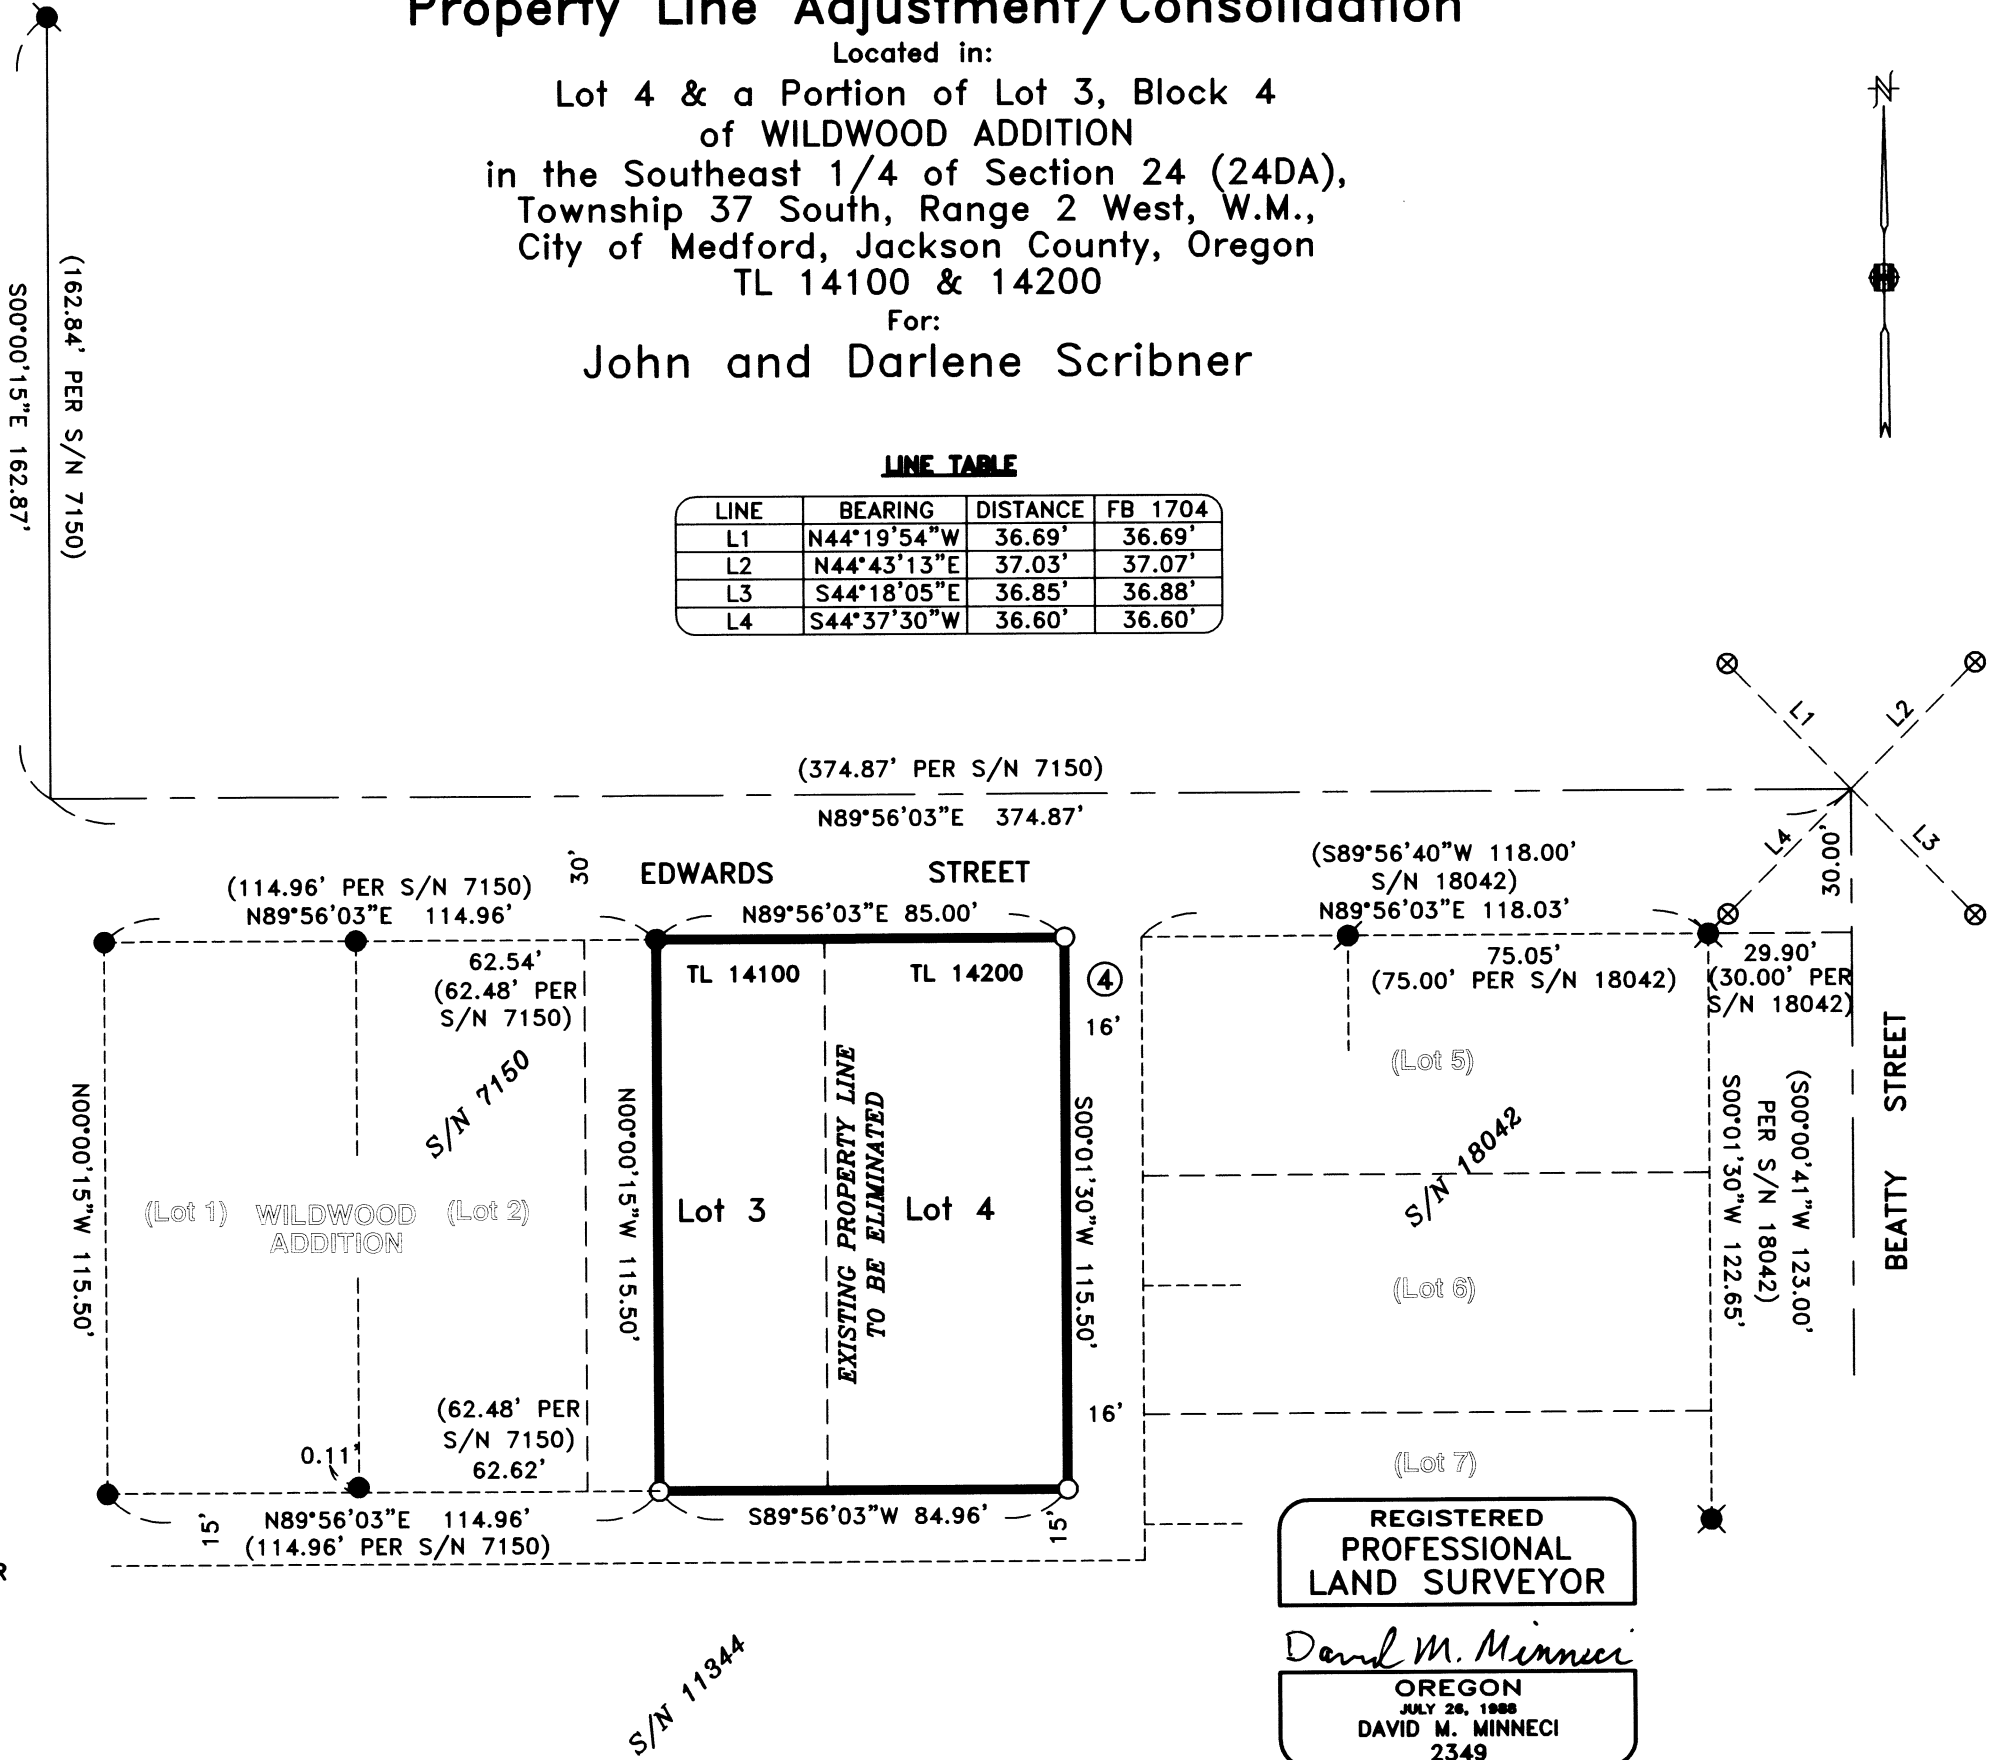 Property Line Adjustment/Consolidation
Located in:
Lot 4 & a Portion of Lot 3, Block 4
of WILDWOOD ADDITION
in the Southeast 1/4 of Section 24 (24DA),
Township 37 South, Range 2 West, W.M.,
City of Medford, Jackson County, Oregon
TL 14100 & 14200
For:
John and Darlene Scribner
N
(162.84' PER S/N 7150)
S00°00'15"E 162.87'
LINE TABLE
LINE BEARING DISTANCE FB 1704
L1 N44°19'54"W 36.69' 36.69'
L2 N44°43'13"E 37.03' 37.07'
L3 S44°18'05"E 36.85' 36.88'
L4 S44°37'30"W 36.60' 36.60'
L1
L2
L4
L3
(374.87' PER S/N 7150)
N89°56'03"E 374.87'
30'
EDWARDS STREET
30.00'
(114.96' PER S/N 7150)
N89°56'03"E 114.96'
N89°56'03"E 85.00'
(S89°56'40"W 118.00'
S/N 18042)
N89°56'03"E 118.03'
62.54'
(62.48' PER
S/N 7150)
TL 14100
TL 14200
4
16'
75.05'
(75.00' PER S/N 18042)
29.90'
(30.00' PER
S/N 18042)
S/N 7150
N00°00'15"W 115.50'
(Lot 1)
WILDWOOD
ADDITION
(Lot 2)
N00°00'15"W 115.50'
Lot 3
EXISTING PROPERTY LINE
TO BE ELIMINATED
Lot 4
S00°01'30"W 115.50'
(Lot 5)
S/N 18042
(Lot 6)
(Lot 7)
S00°01'30"W 122.65'
(S00°00'41"W 123.00'
PER S/N 18042)
BEATTY STREET
16'
(62.48' PER
S/N 7150)
62.62'
0.11'
15'
N89°56'03"E 114.96'
(114.96' PER S/N 7150)
S89°56'03"W 84.96'
15'
R
S/N 11344
REGISTERED
PROFESSIONAL
LAND SURVEYOR
David M. Minneci
OREGON
JULY 26, 1988
DAVID M. MINNECI
2349